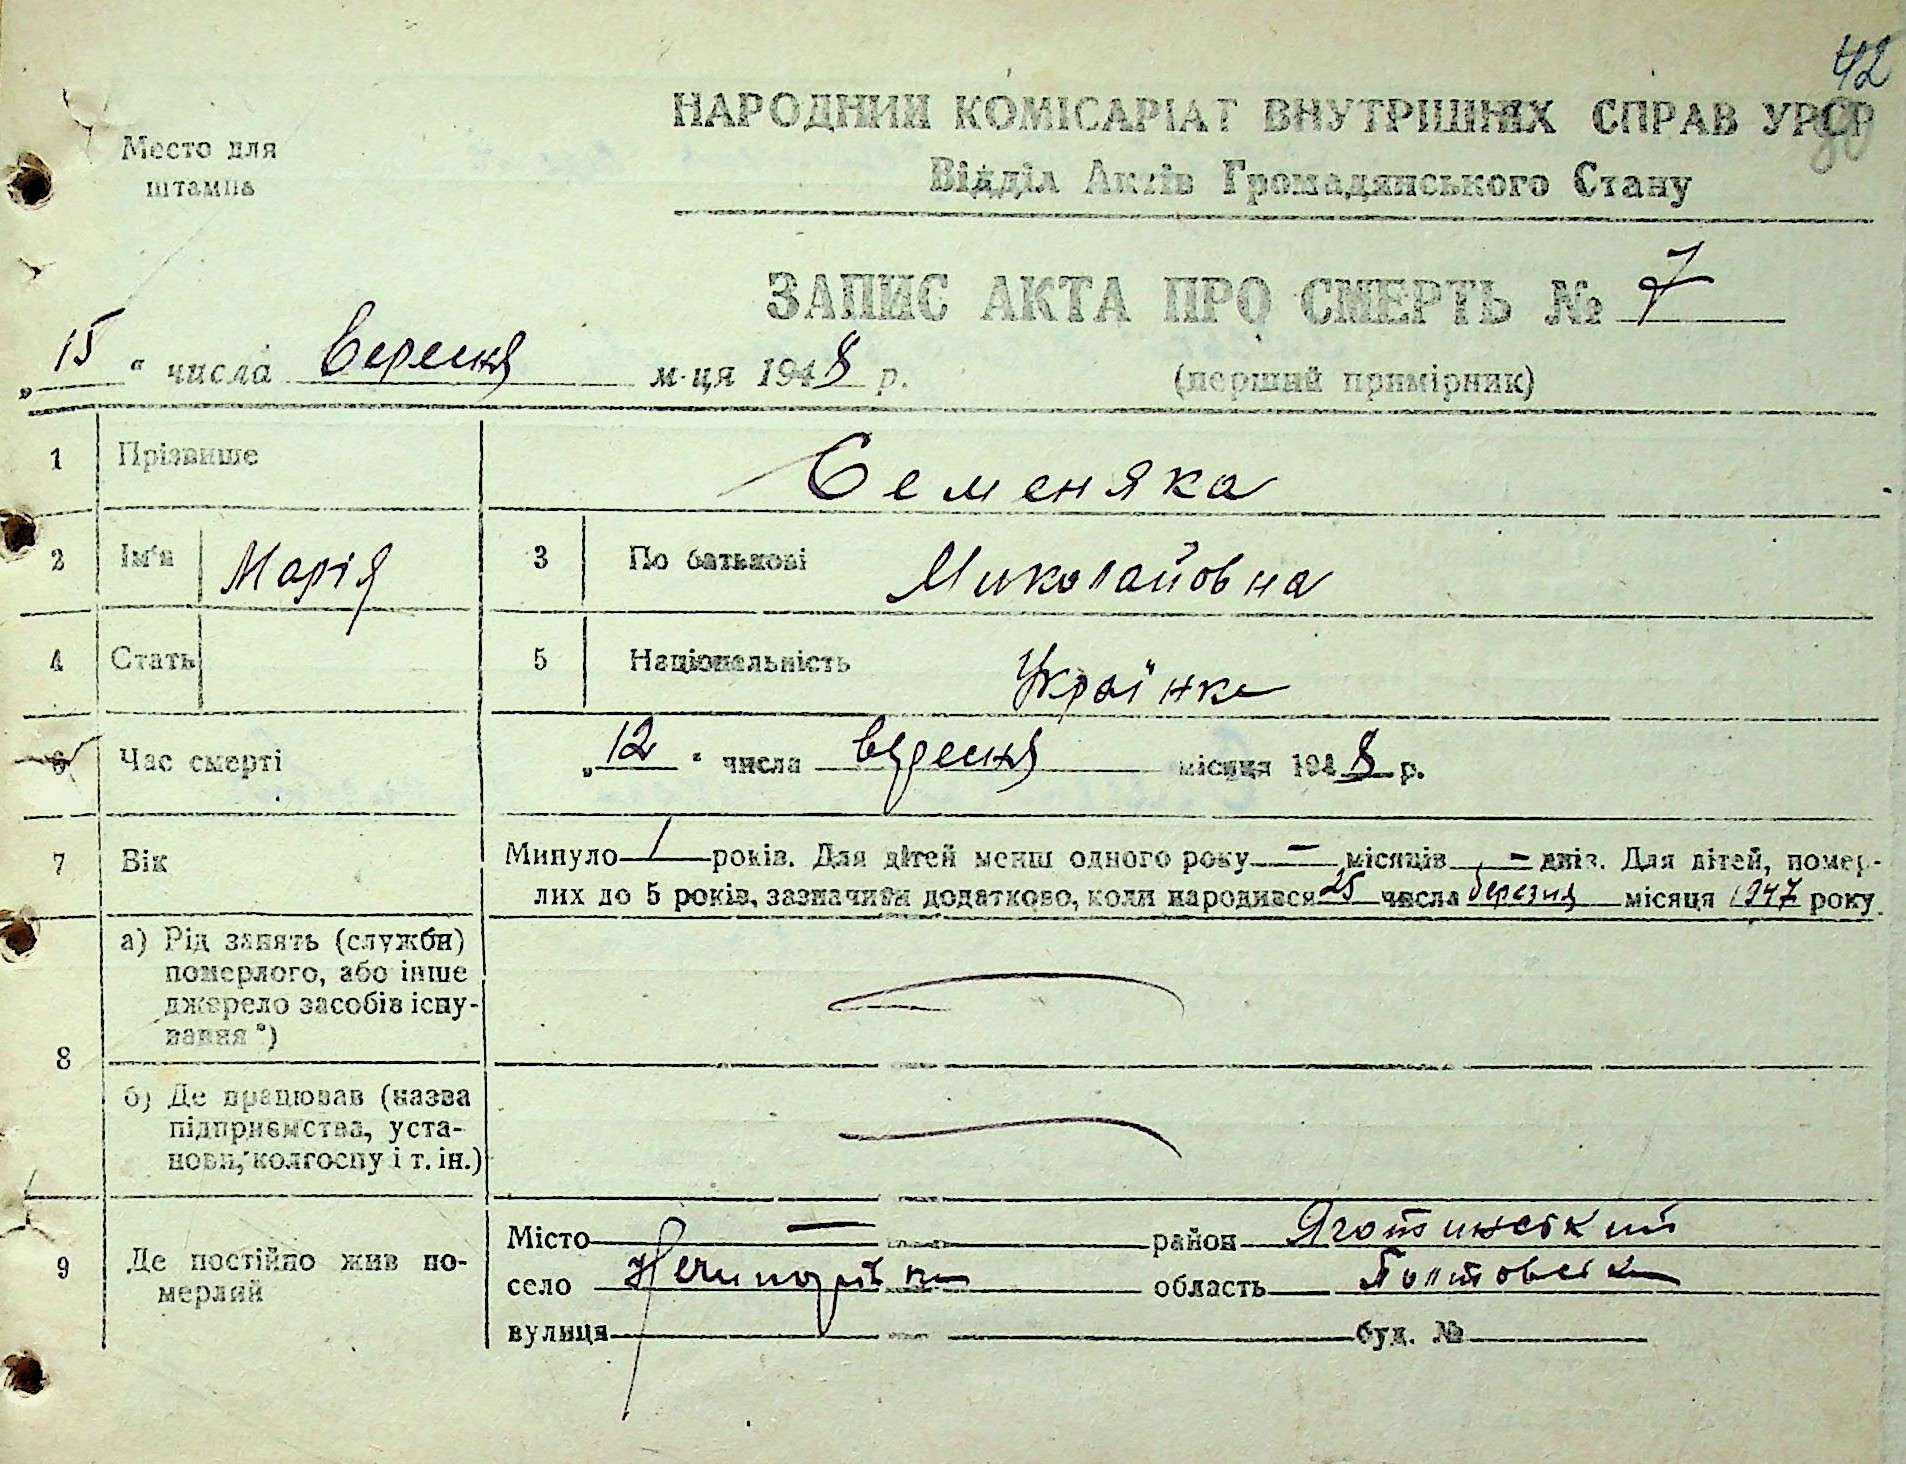 42
НАРОДНИЙ КОМІСАРІАТ ВНУТРІШНІХ СПРАВ УРСР
Место для
штампа
Відділ Актів Громадянського Стану
ЗАПИС АКТА ПРО СМЕРТЬ № 7
„15“ числа Вересня м-ця 1948 р.
(перший примірник)
1 Прізвище Семеняка
2 Ім'я Марія 3 По батькові Миколайовна
4 Стать 5 Національність Українка
6 Час смерті „12“ числа вересня місяця 1948 р.
7 Вік Минуло 1 років. Для дітей менш одного року — місяців — днів. Для дітей, помер-
лих до 5 років, зазначити додатково, коли народився 25 числа березня місяця 1947 року
8 а) Рід занять (служби)
померлого, або інше
джерело засобів існу-
вання*)
б) Де працював (назва
підприємства, уста-
нови, колгоспу і т. ін.)
9 Де постійно жив по-
мерлий
Місто — район Яготинський
село Нечипорівка область Полтовська
вулиця буд. №